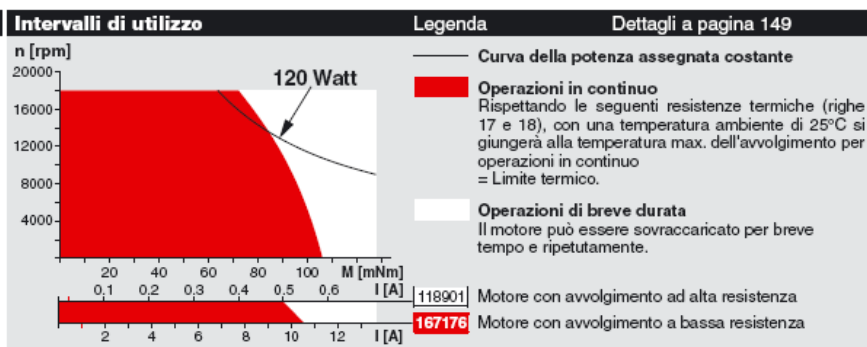 Intervalli di utilizzo Legenda Dettagli a pagina 149
n [rpm]
Curva della potenza assegnata costante
20000
120 Watt
Operazioni in continuo
Rispettando le seguenti resistenze termiche (righe
16000
17 e 18), con una temperatura ambiente di 25°C si
12000
giungerà alla temperatura max. dell'avvolgimento per
operazioni in continuo
8000
= Limite termico.
4000
Operazioni di breve durata
Il motore può essere sovraccaricato per breve
tempo e ripetutamente.
20 40 60 80 100 M [mNm]
0.1 0.2 0.3 0.4 0.5 0.6 I [A]
118901 Motore con avvolgimento ad alta resistenza
167176 Motore con avvolgimento a bassa resistenza
2 4 6 8 10 12 I [A]